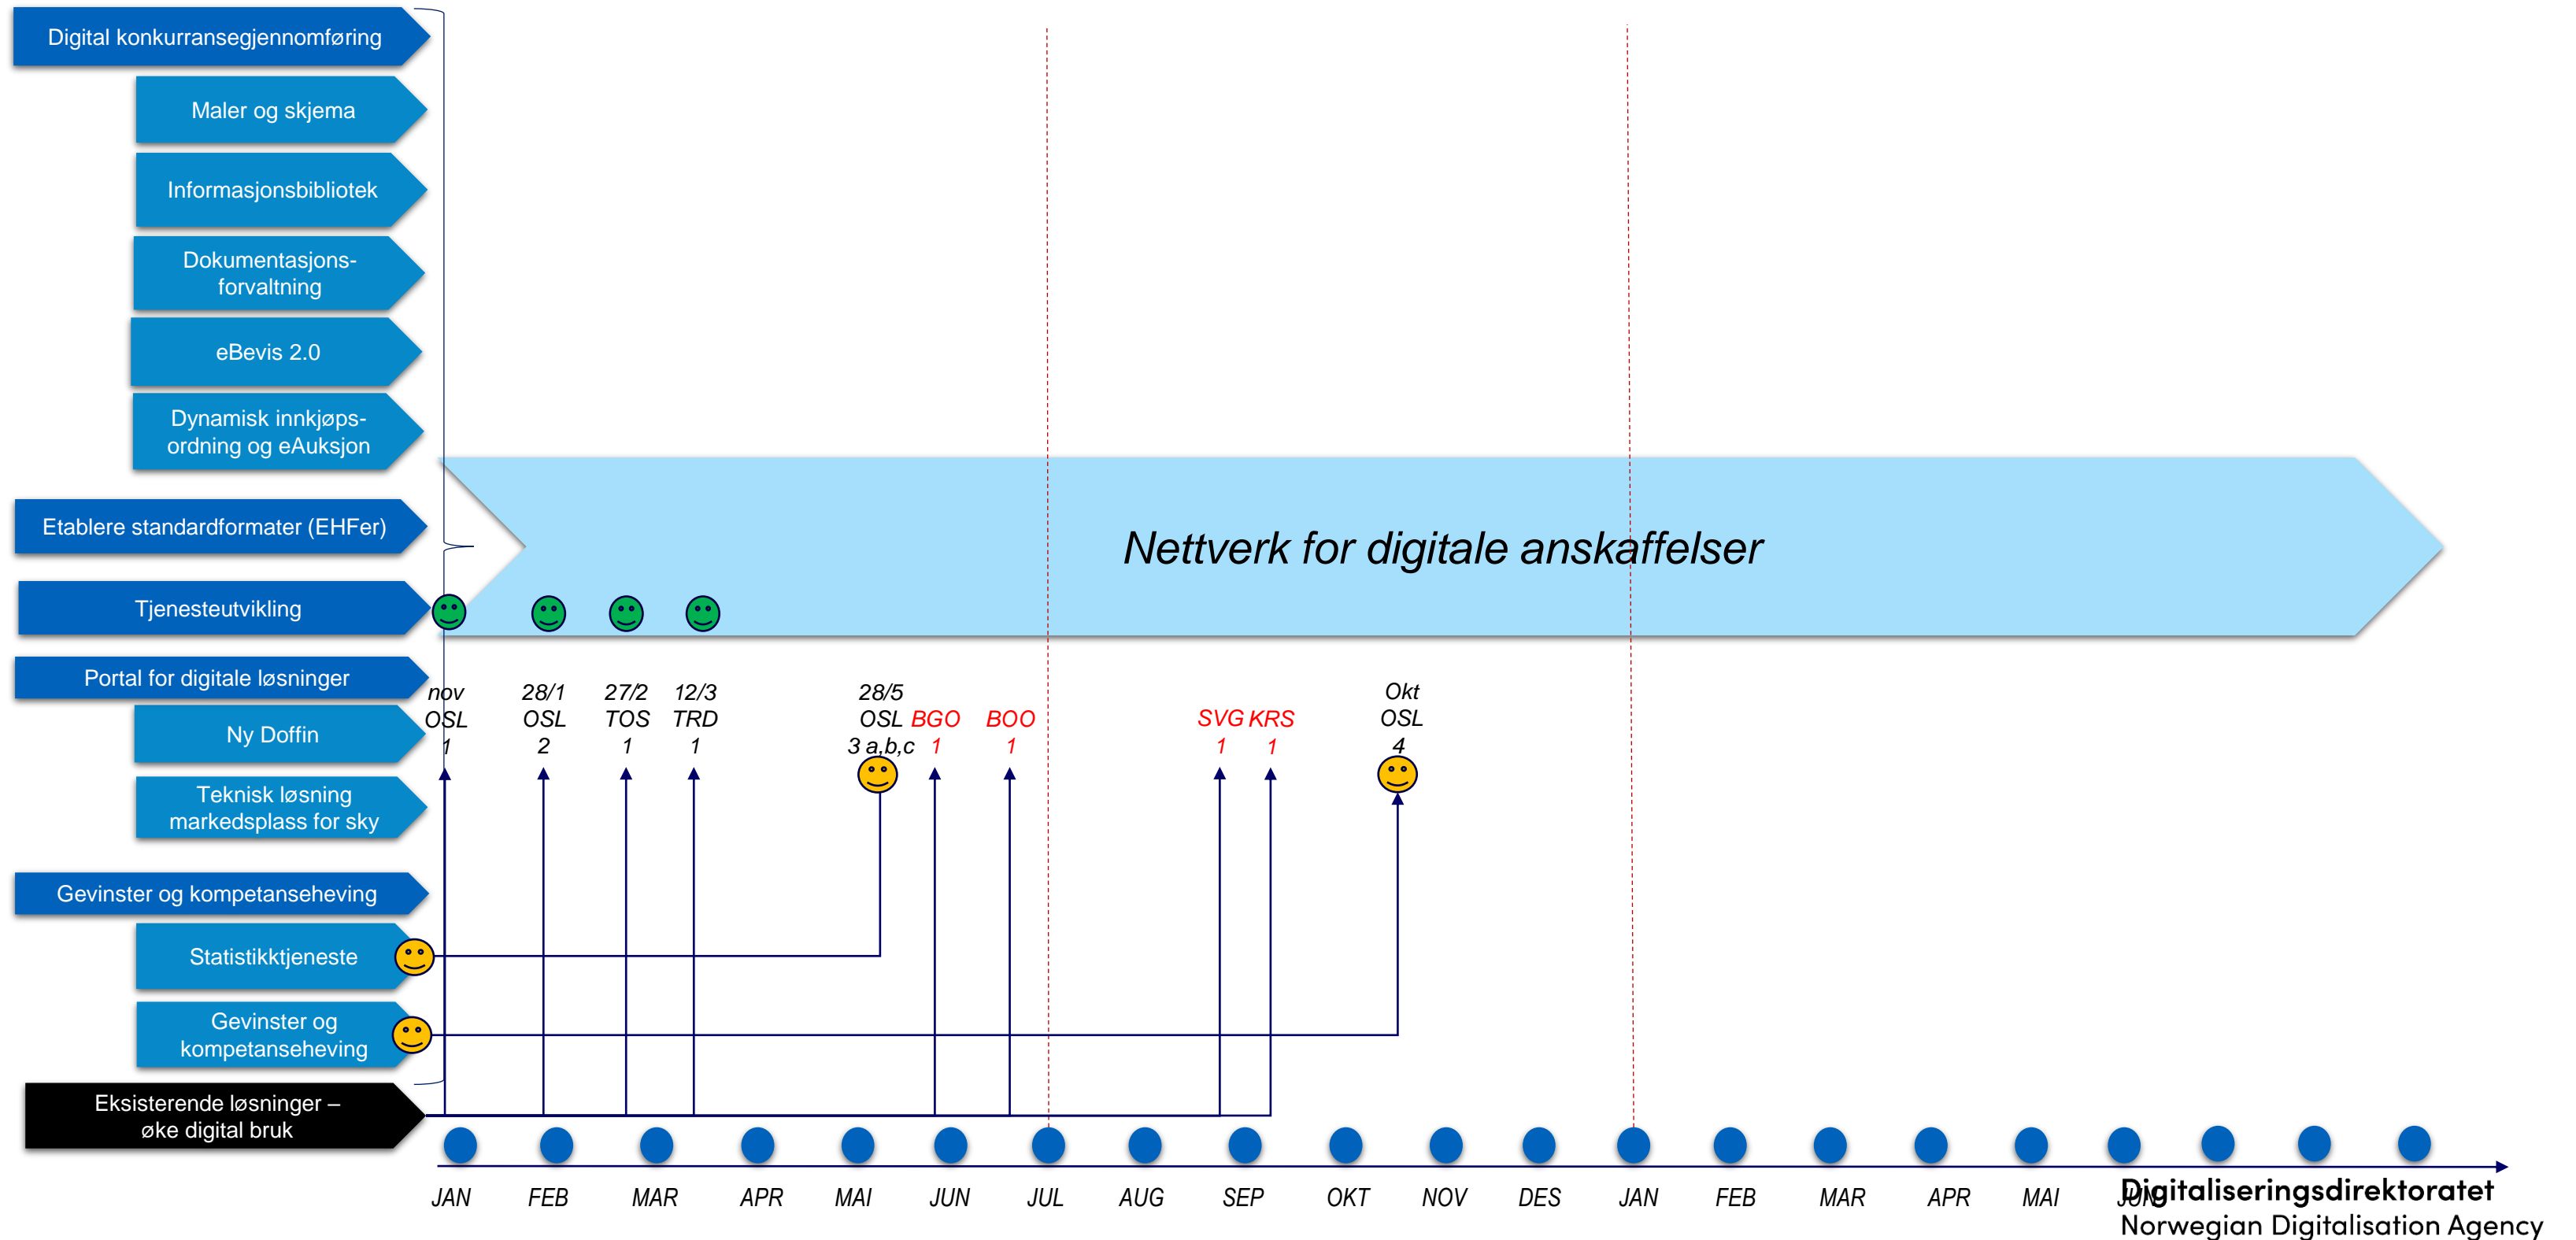 Digital konkurransegjennomføring
Maler og skjema
Informasjonsbibliotek
Dokumentasjons-
forvaltning
eBevis 2.0
Dynamisk innkjøps-
ordning og eAuksjon
Etablere standardformater (EHFer)
Nettverk for digitale anskaffelser
Tjenesteutvikling
Portal for digitale løsninger
Ny Doffin
Teknisk løsning
markedsplass for sky
Gevinster og kompetanseheving
Statistikktjeneste
Gevinster og
kompetanseheving
Eksisterende løsninger –
øke digital bruk
nov
OSL
1
28/1
OSL
2
27/2
TOS
1
12/3
TRD
1
28/5
OSL
3 a,b,c
BGO
1
BOO
1
SVG
1
KRS
1
Okt
OSL
4
JAN FEB MAR APR MAI JUN JUL AUG SEP OKT NOV DES JAN FEB MAR APR MAI JUN
Digitaliseringsdirektoratet
Norwegian Digitalisation Agency